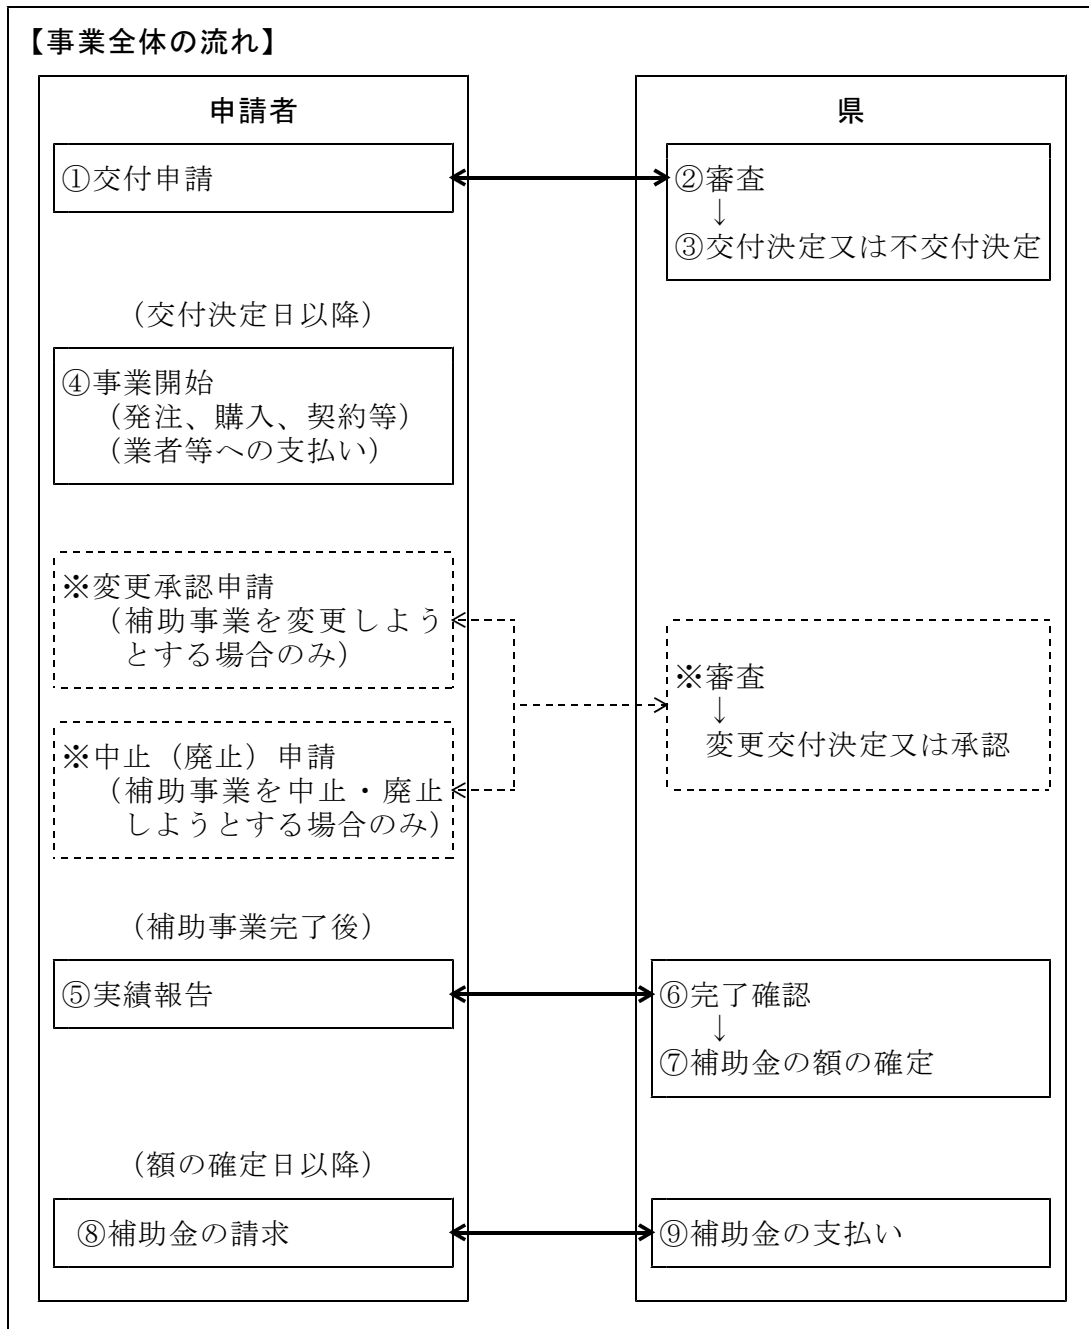 【事業全体の流れ】
申請者
県
①交付申請
②審査
↓
③交付決定又は不交付決定
（交付決定日以降）
④事業開始
（発注、購入、契約等）
（業者等への支払い）
※変更承認申請
（補助事業を変更しよう
とする場合のみ）
※審査
↓
変更交付決定又は承認
※中止（廃止）申請
（補助事業を中止・廃止
しようとする場合のみ）
（補助事業完了後）
⑤実績報告
⑥完了確認
↓
⑦補助金の額の確定
（額の確定日以降）
⑧補助金の請求
⑨補助金の支払い